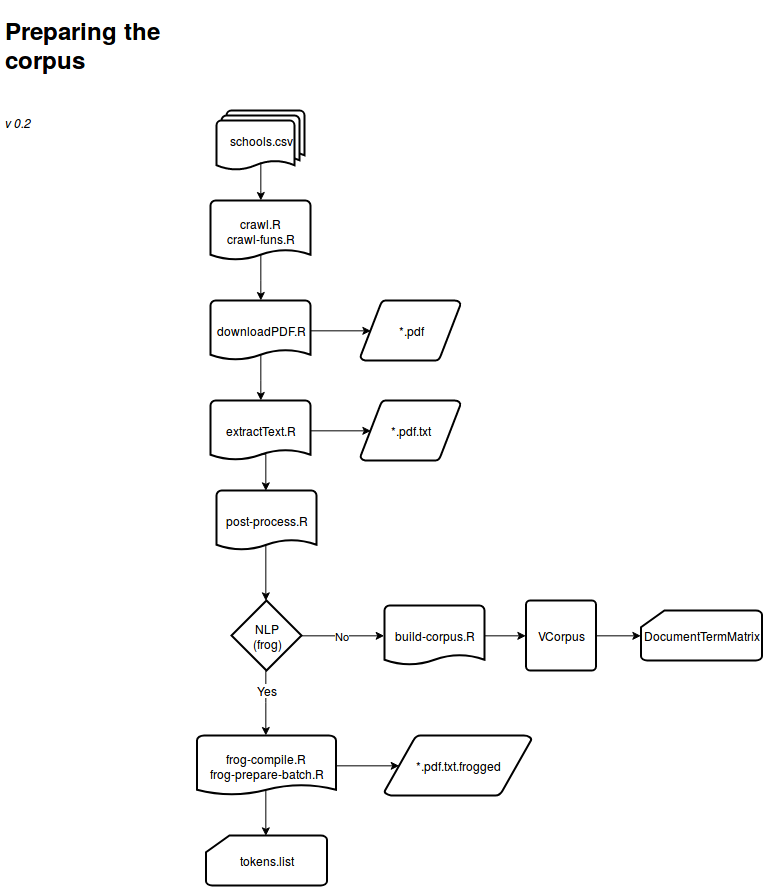 Preparing the
corpus
v 0.2
schools.csv
crawl.R
crawl-funs.R
downloadPDF.R
*.pdf
extractText.R
*.pdf.txt
post-process.R
NLP
(frog)
No
build-corpus.R
VCorpus
DocumentTermMatrix
Yes
frog-compile.R
frog-prepare-batch.R
*.pdf.txt.frogged
tokens.list